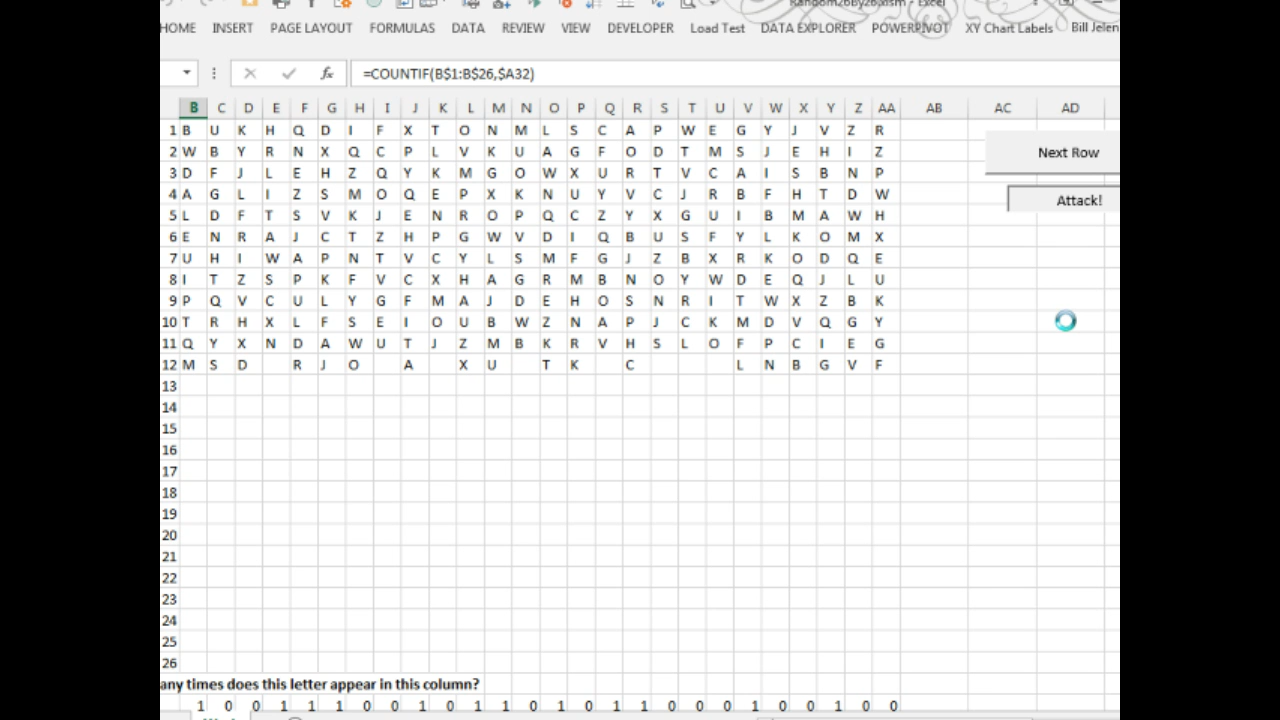 Random26By26.xlsm - Excel
HOME INSERT PAGE LAYOUT FORMULAS DATA REVIEW VIEW DEVELOPER Load Test DATA EXPLORER POWERPIVOT XY Chart Labels Bill Jelen
fx =COUNTIF(B$1:B$26,$A32)
B C D E F G H I J K L M N O P Q R S T U V W X Y Z AA AB AC AD
1 B U K H Q D I F X T O N M L S C A P W E G Y J V Z R
2 W B Y R N X Q C P L V K U A G F O D T M S J E H I Z
Next Row
3 D F J L E H Z Q Y K M G O W X U R T V C A I S B N P
4 A G L I Z S M O Q E P X K N U Y V C J R B F H T D W
Attack!
5 L D F T S V K J E N R O P Q C Z Y X G U I B M A W H
6 E N R A J C T Z H P G W V D I Q B U S F Y L K O M X
7 U H I W A P N T V C Y L S M F G J Z B X R K O D Q E
8 I T Z S P K F V C X H A G R M B N O Y W D E Q J L U
9 P Q V C U L Y G F M A J D E H O S N R I T W X Z B K
10 T R H X L F S E I O U B W Z N A P J C K M D V Q G Y
11 Q Y X N D A W U T J Z M B K R V H S L O F P C I E G
12 M S D R J O A X U T K C L N B G V F
13
14
15
16
17
18
19
20
21
22
23
24
25
26
any times does this letter appear in this column?
1 0 0 1 1 1 0 0 1 0 1 1 0 1 0 1 1 0 0 0 1 0 0 1 0 0